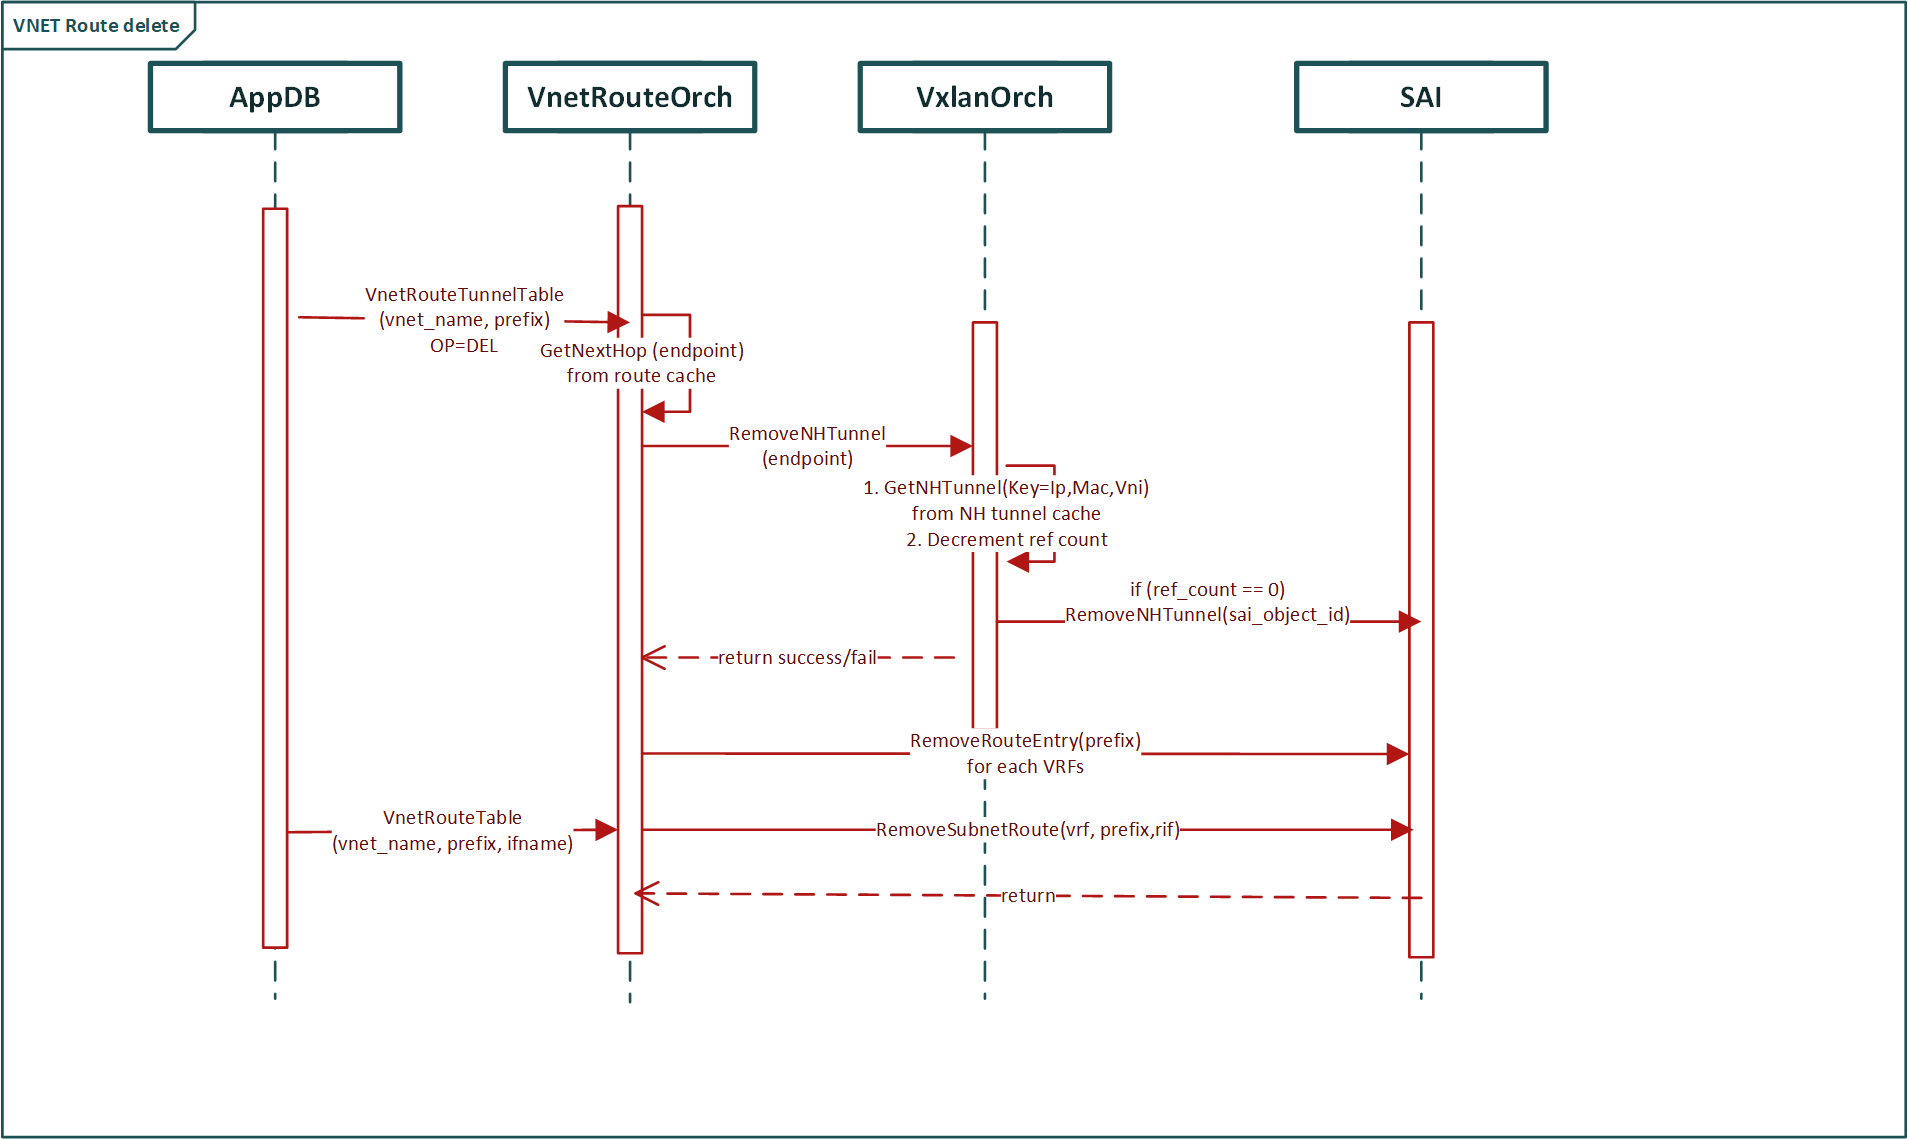 VNET Route delete
AppDB
VnetRouteOrch
VxlanOrch
SAI
VnetRouteTunnelTable
(vnet_name, prefix)
OP=DEL
GetNextHop (endpoint)
from route cache
RemoveNHTunnel
(endpoint)
1. GetNHTunnel(Key=Ip,Mac,Vni)
from NH tunnel cache
2. Decrement ref count
if (ref_count == 0)
RemoveNHTunnel(sai_object_id)
return success/fail
RemoveRouteEntry(prefix)
for each VRFs
VnetRouteTable
(vnet_name, prefix, ifname)
RemoveSubnetRoute(vrf, prefix,rif)
return